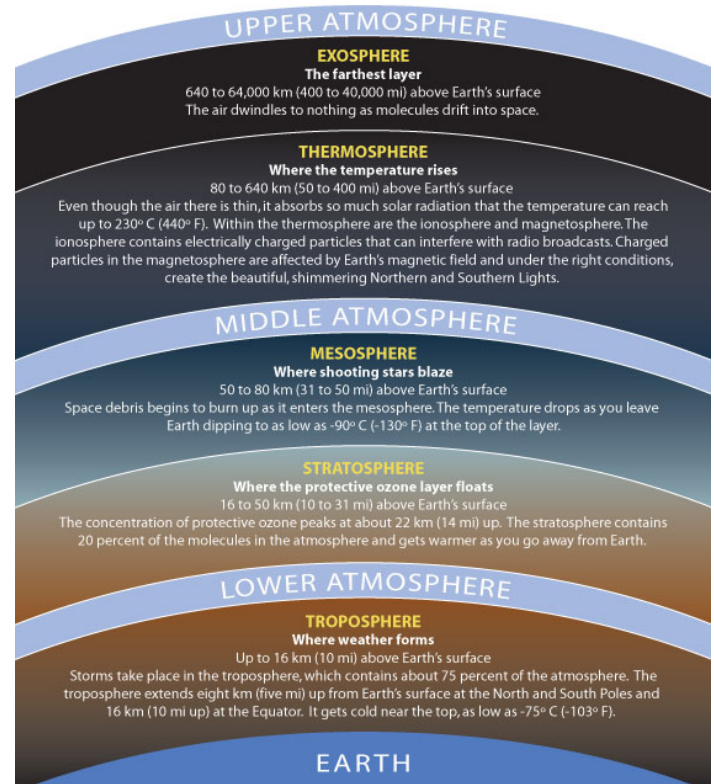 UPPER ATMOSPHERE
EXOSPHERE
The farthest layer
640 to 64,000 km (400 to 40,000 mi) above Earth's surface
The air dwindles to nothing as molecules drift into space.
THERMOSPHERE
Where the temperature rises
80 to 640 km (50 to 400 mi) above Earth's surface
Even though the air there is thin, it absorbs so much solar radiation that the temperature can reach
up to 230º C (440º F). Within the thermosphere are the ionosphere and magnetosphere. The
ionosphere contains electrically charged particles that can interfere with radio broadcasts. Charged
particles in the magnetosphere are affected by Earth's magnetic field and under the right conditions,
create the beautiful, shimmering Northern and Southern Lights.
MIDDLE ATMOSPHERE
MESOSPHERE
Where shooting stars blaze
50 to 80 km (31 to 50 mi) above Earth's surface
Space debris begins to burn up as it enters the mesosphere. The temperature drops as you leave
Earth dipping to as low as -90º C (-130º F) at the top of the layer.
STRATOSPHERE
Where the protective ozone layer floats
16 to 50 km (10 to 31 mi) above Earth's surface
The concentration of protective ozone peaks at about 22 km (14 mi) up. The stratosphere contains
20 percent of the molecules in the atmosphere and gets warmer as you go away from Earth.
LOWER ATMOSPHERE
TROPOSPHERE
Where weather forms
Up to 16 km (10 mi) above Earth's surface
Storms take place in the troposphere, which contains about 75 percent of the atmosphere. The
troposphere extends eight km (five mi) up from Earth's surface at the North and South Poles and
16 km (10 mi up) at the Equator. It gets cold near the top, as low as -75º C (-103º F).
EARTH